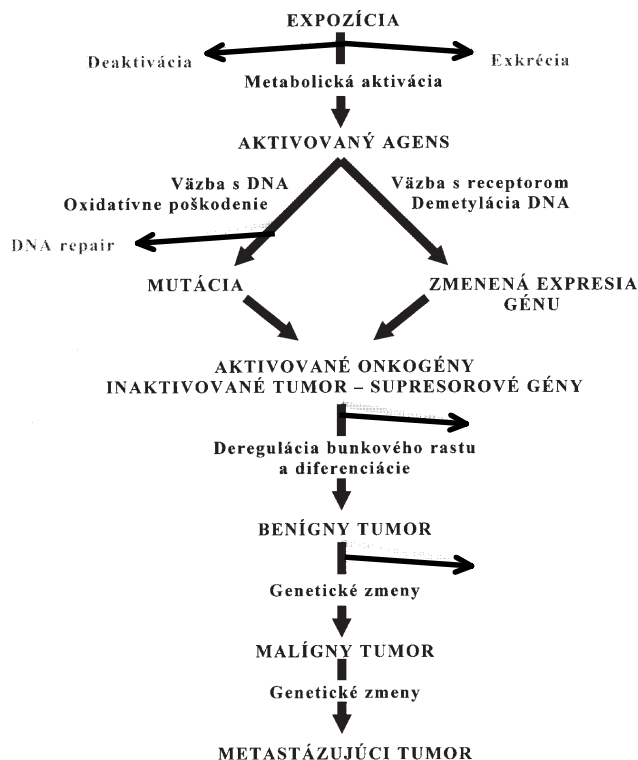 EXPOZÍCIA
Deaktivácia
Exkrécia
Metabolická aktivácia
AKTIVOVANÝ AGENS
Väzba s DNA
Oxidatívne poškodenie
Väzba s receptorom
Demetylácia DNA
DNA repair
MUTÁCIA
ZMENENÁ EXPRESIA
GÉNU
AKTIVOVANÉ ONKOGÉNY
INAKTIVOVANÉ TUMOR – SUPRESOROVÉ GÉNY
Deregulácia bunkového rastu
a diferenciácie
BENÍGNY TUMOR
Genetické zmeny
MALÍGNY TUMOR
Genetické zmeny
METASTÁZUJÚCI TUMOR